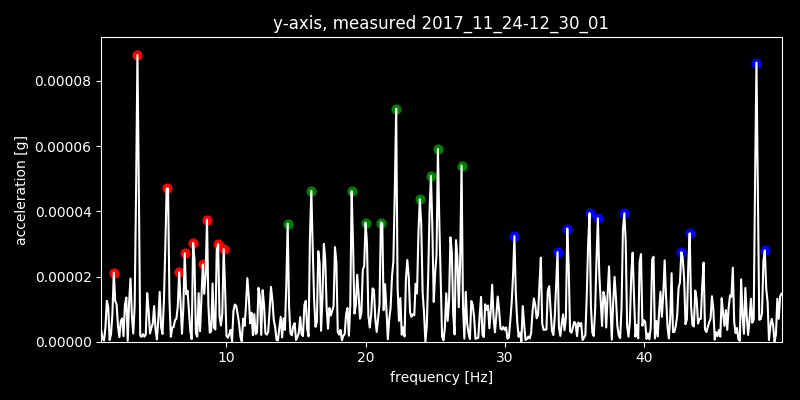 y-axis, measured 2017_11_24-12_30_01
acceleration [g]
0.00008
0.00006
0.00004
0.00002
0.00000
10 20 30 40
frequency [Hz]